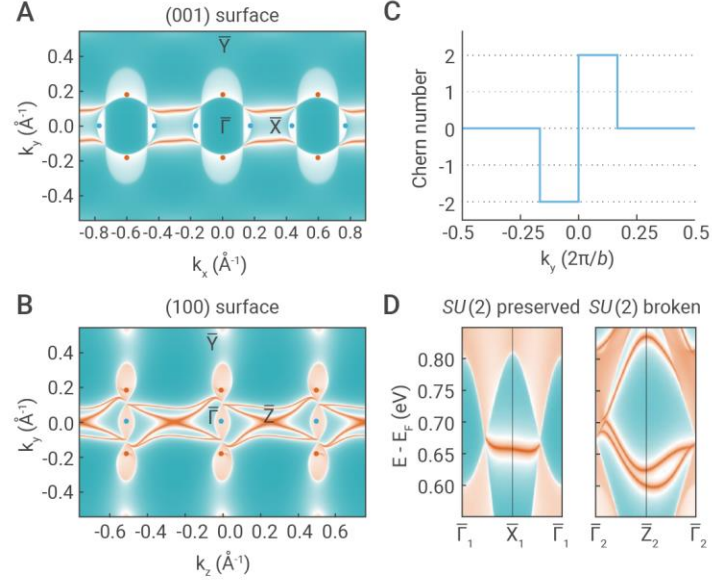 A
(001) surface
0.4
0.2
0.0
-0.2
-0.4
k_y (Å⁻¹)
Ȳ
Γ̄
X̄
-0.8 -0.6 -0.4 -0.2 0.0 0.2 0.4 0.6 0.8
k_x (Å⁻¹)
B
(100) surface
0.4
0.2
0.0
-0.2
-0.4
k_y (Å⁻¹)
Ȳ
Γ̄
Z̄
-0.6 -0.4 -0.2 0.0 0.2 0.4 0.6
k_z (Å⁻¹)
C
Chern number
2
1
0
-1
-2
-0.5 -0.25 0.0 0.25 0.5
k_y (2π/b)
D
SU(2) preserved SU(2) broken
E - E_F (eV)
0.80
0.75
0.70
0.65
0.60
Γ̄₁ X̄₁ Γ̄₁ Γ̄₂ Z̄₂ Γ̄₂